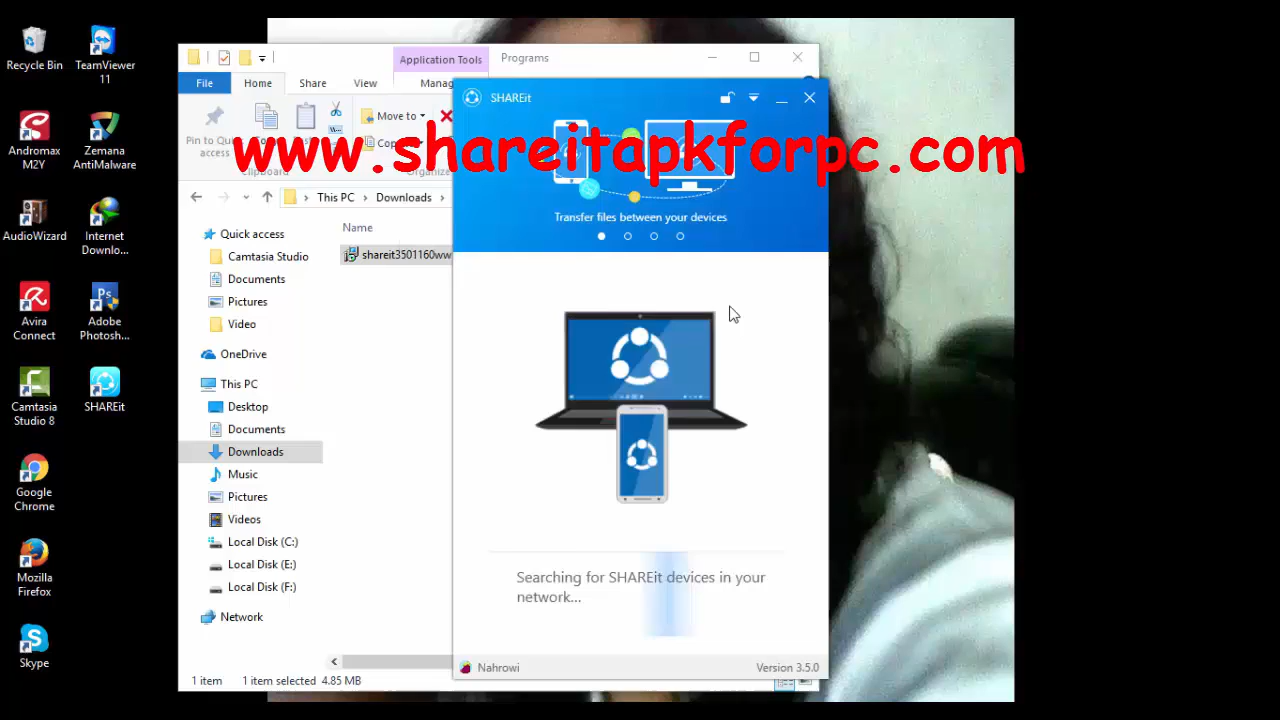 Recycle Bin
TeamViewer
11
Andromax
M2Y
Zemana
AntiMalware
AudioWizard
Internet
Downlo...
Avira
Connect
Adobe
Photosh...
Camtasia
Studio 8
SHAREit
Google
Chrome
Mozilla
Firefox
Skype
Application Tools
Programs
File
Home
Share
View
Manag
Pin to
access
Move to
Clipboard
This PC
Downloads
Name
shareit3501160ww
Quick access
Camtasia Studio
Documents
Pictures
Video
OneDrive
This PC
Desktop
Documents
Downloads
Music
Pictures
Videos
Local Disk (C:)
Local Disk (E:)
Local Disk (F:)
Network
1 item
1 item selected 4.85 MB
SHAREit
www.shareitapkforpc.com
Transfer files between your devices
Searching for SHAREit devices in your
network...
Nahrowi
Version 3.5.0